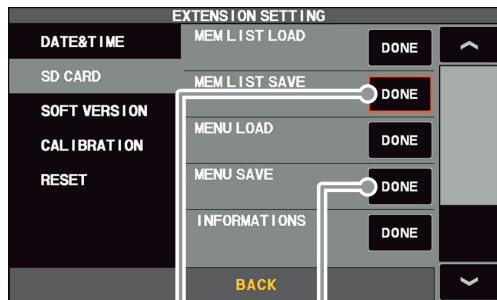 EXTENSION SETTING
DATE&TIME
SD CARD
SOFT VERSION
CALIBRATION
RESET
MEM LIST LOAD
DONE
MEM LIST SAVE
DONE
MENU LOAD
DONE
MENU SAVE
DONE
INFORMATIONS
DONE
BACK